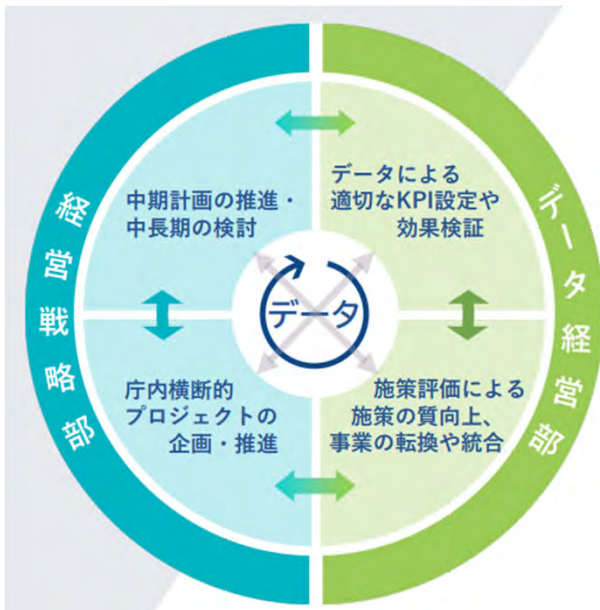 経営戦略部
中期計画の推進・
中長期の検討
データによる
適切なKPI設定や
効果検証
データ経営部
データ
庁内横断的
プロジェクトの
企画・推進
施策評価による
施策の質向上、
事業の転換や統合